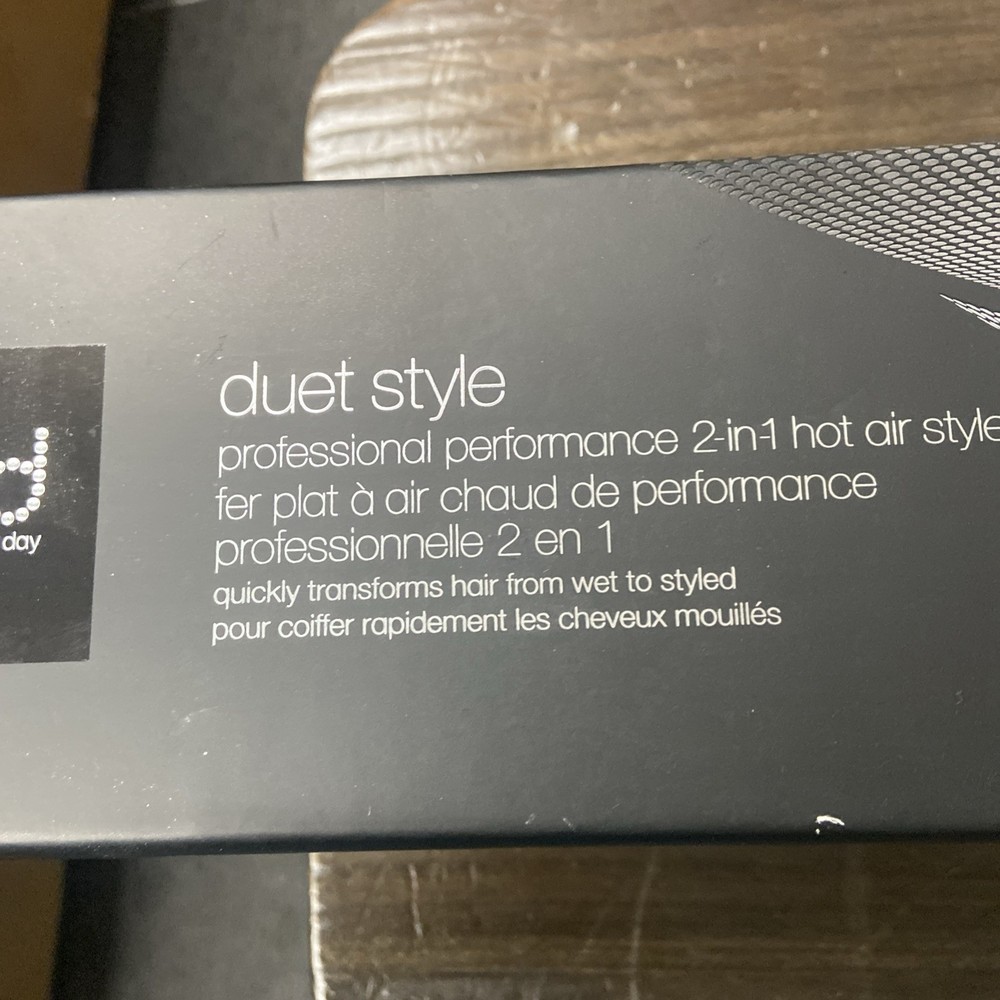 d
day
duet style
professional performance 2-in-1 hot air style
fer plat à air chaud de performance
professionnelle 2 en 1
quickly transforms hair from wet to styled
pour coiffer rapidement les cheveux mouillés